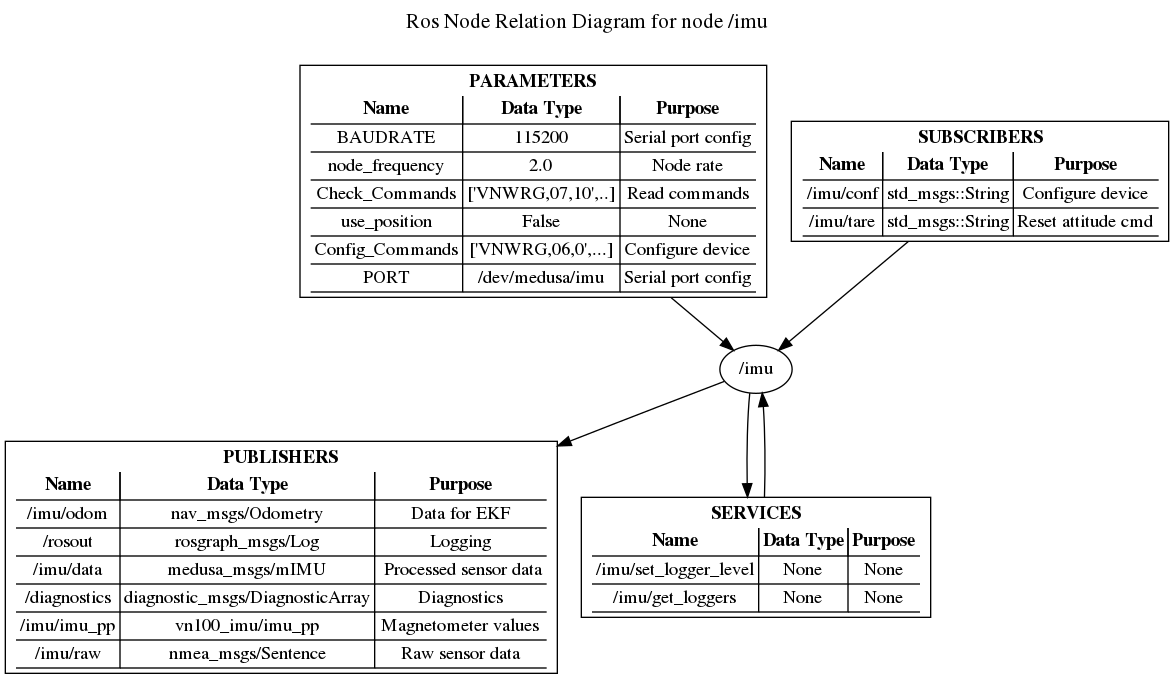 Ros Node Relation Diagram for node /imu
PARAMETERS
Name Data Type Purpose
BAUDRATE 115200 Serial port config
node_frequency 2.0 Node rate
Check_Commands ['VNWRG,07,10',..] Read commands
use_position False None
Config_Commands ['VNWRG,06,0',...] Configure device
PORT /dev/medusa/imu Serial port config
SUBSCRIBERS
Name Data Type Purpose
/imu/conf std_msgs::String Configure device
/imu/tare std_msgs::String Reset attitude cmd
/imu
PUBLISHERS
Name Data Type Purpose
/imu/odom nav_msgs/Odometry Data for EKF
/rosout rosgraph_msgs/Log Logging
/imu/data medusa_msgs/mIMU Processed sensor data
/diagnostics diagnostic_msgs/DiagnosticArray Diagnostics
/imu/imu_pp vn100_imu/imu_pp Magnetometer values
/imu/raw nmea_msgs/Sentence Raw sensor data
SERVICES
Name Data Type Purpose
/imu/set_logger_level None None
/imu/get_loggers None None